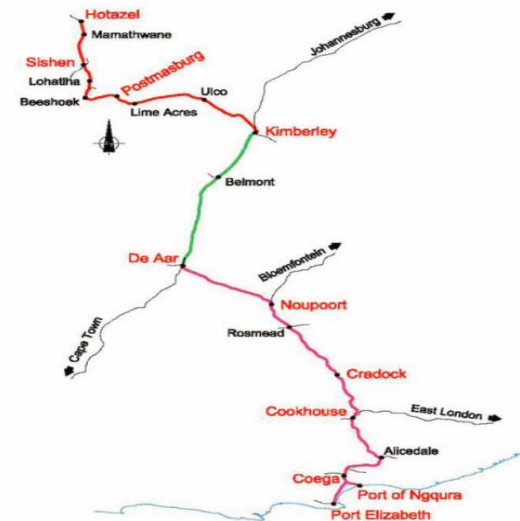 Hotazel
Mamathwane
Johannesburg
Sishen
Postmasburg
Lohatlha
Ulco
Beeshoek
Lime Acres
Kimberley
Belmont
De Aar
Bloemfontein
Noupoort
Rosmead
Cape Town
Cradock
Cookhouse
East London
Alicedale
Coega
Port of Ngqura
Port Elizabeth